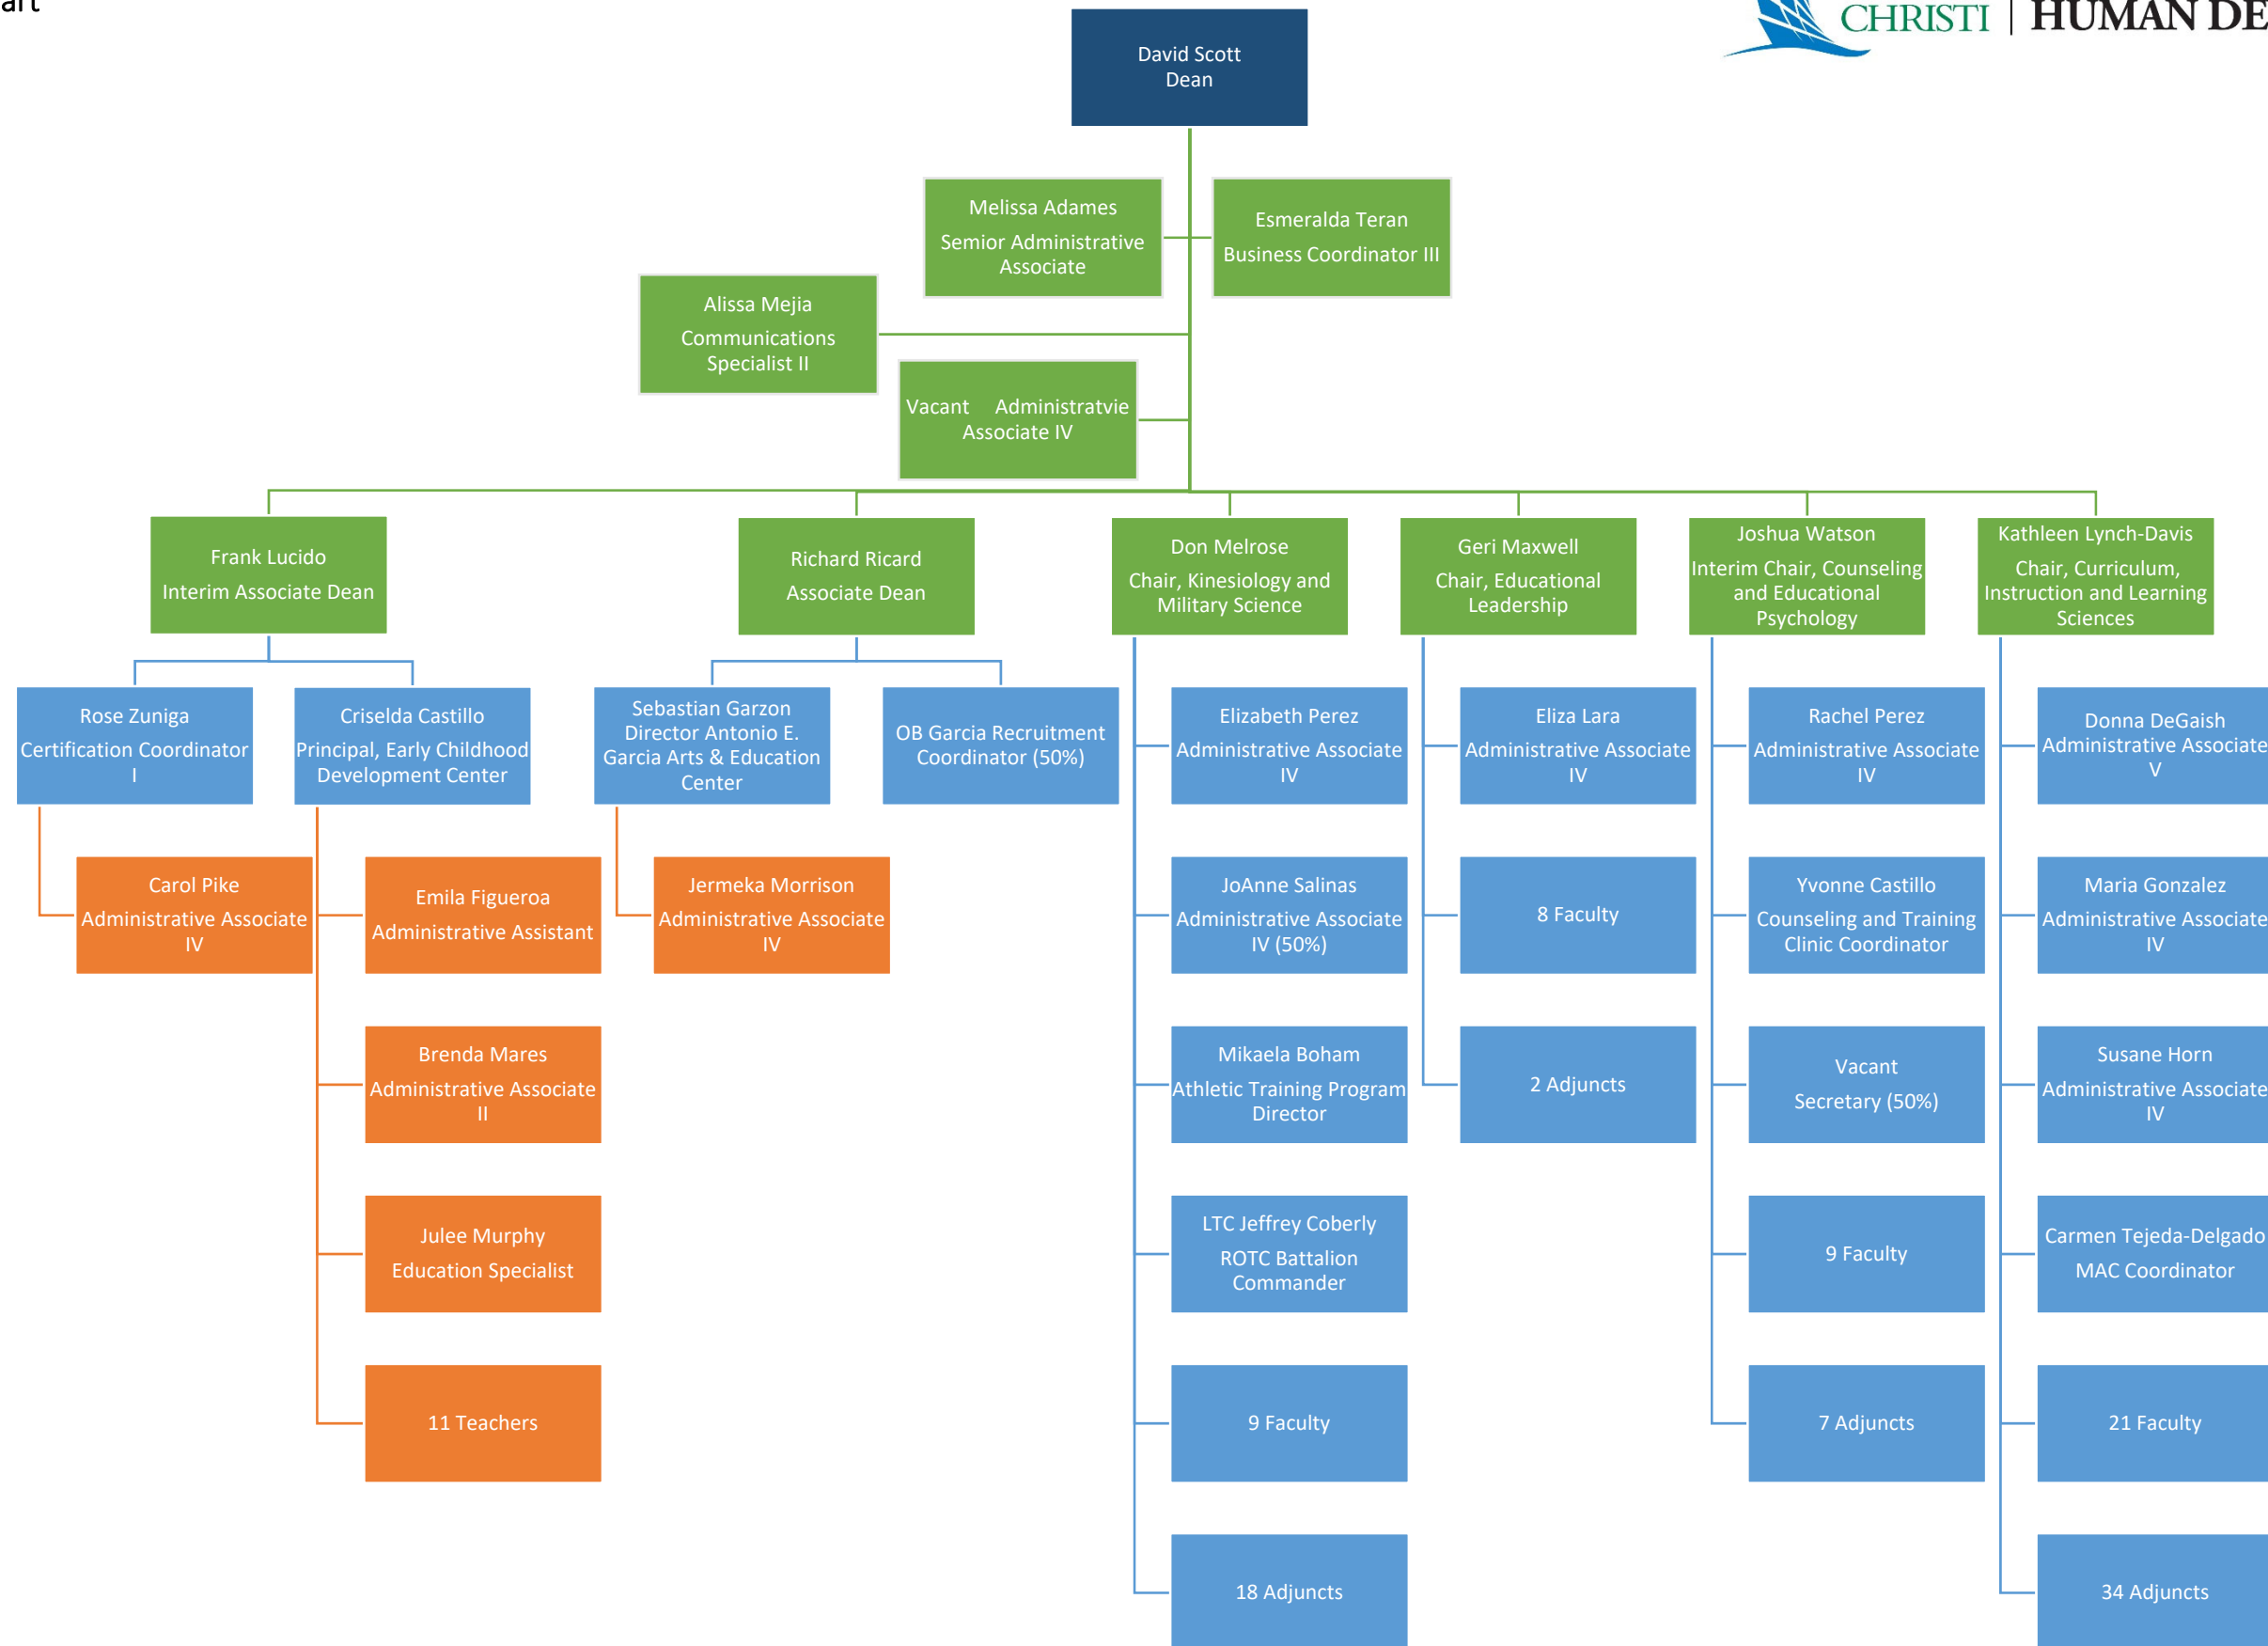 CHRISTI | HUMAN DE
David Scott
Dean
Melissa Adames
Semior Administrative
Associate
Esmeralda Teran
Business Coordinator III
Alissa Mejia
Communications
Specialist II
Vacant Administratvie
Associate IV
Frank Lucido
Interim Associate Dean
Richard Ricard
Associate Dean
Don Melrose
Chair, Kinesiology and
Military Science
Geri Maxwell
Chair, Educational
Leadership
Joshua Watson
Interim Chair, Counseling
and Educational
Psychology
Kathleen Lynch-Davis
Chair, Curriculum,
Instruction and Learning
Sciences
Rose Zuniga
Certification Coordinator
I
Criselda Castillo
Principal, Early Childhood
Development Center
Sebastian Garzon
Director Antonio E.
Garcia Arts & Education
Center
OB Garcia Recruitment
Coordinator (50%)
Elizabeth Perez
Administrative Associate
IV
Eliza Lara
Administrative Associate
IV
Rachel Perez
Administrative Associate
IV
Donna DeGaish
Administrative Associate
V
Carol Pike
Administrative Associate
IV
Emila Figueroa
Administrative Assistant
Jermeka Morrison
Administrative Associate
IV
JoAnne Salinas
Administrative Associate
IV (50%)
8 Faculty
Yvonne Castillo
Counseling and Training
Clinic Coordinator
Maria Gonzalez
Administrative Associate
IV
Brenda Mares
Administrative Associate
II
Mikaela Boham
Athletic Training Program
Director
2 Adjuncts
Vacant
Secretary (50%)
Susane Horn
Administrative Associate
IV
Julee Murphy
Education Specialist
LTC Jeffrey Coberly
ROTC Battalion
Commander
9 Faculty
Carmen Tejeda-Delgado
MAC Coordinator
11 Teachers
9 Faculty
7 Adjuncts
21 Faculty
18 Adjuncts
34 Adjuncts